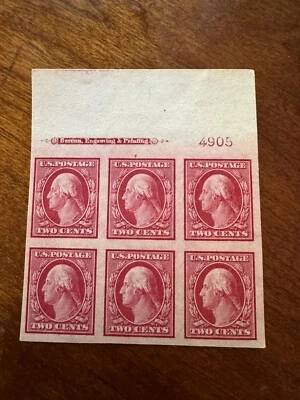 Bureau, Engraving & Printing 4905
U.S. POSTAGE U.S. POSTAGE U.S. POSTAGE
TWO CENTS TWO CENTS TWO CENTS
U.S. POSTAGE U.S. POSTAGE U.S. POSTAGE
TWO CENTS TWO CENTS TWO CENTS